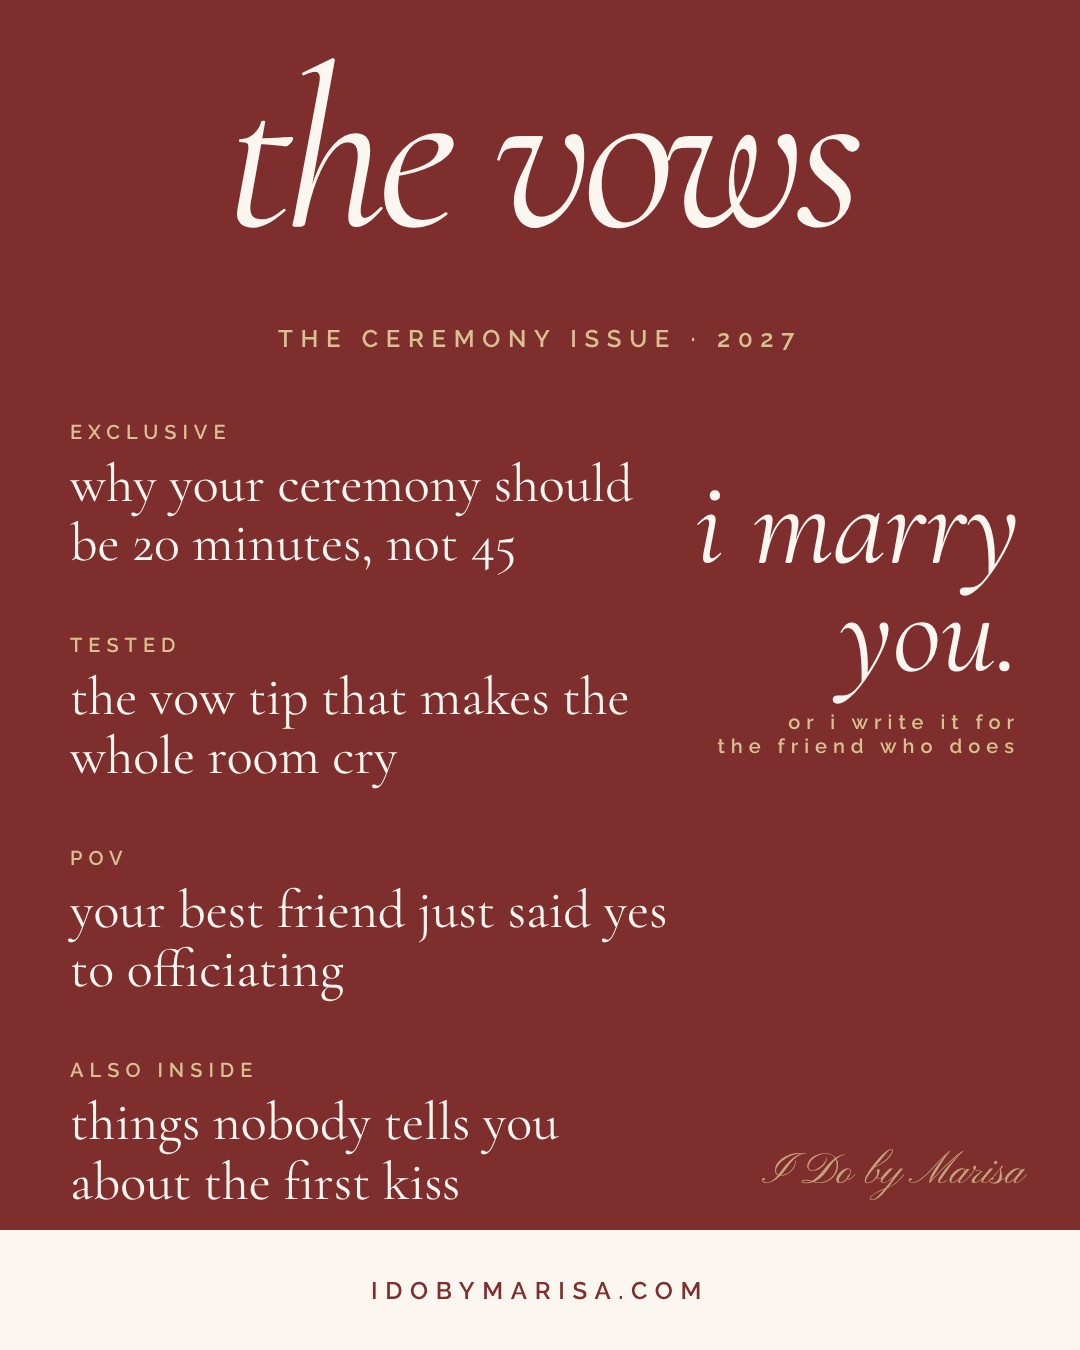 the vows
THE CEREMONY ISSUE · 2027
EXCLUSIVE
why your ceremony should
be 20 minutes, not 45
TESTED
the vow tip that makes the
whole room cry
POV
your best friend just said yes
to officiating
ALSO INSIDE
things nobody tells you
about the first kiss
i marry
you.
or i write it for
the friend who does
I Do by Marisa
IDOBYMARISA.COM